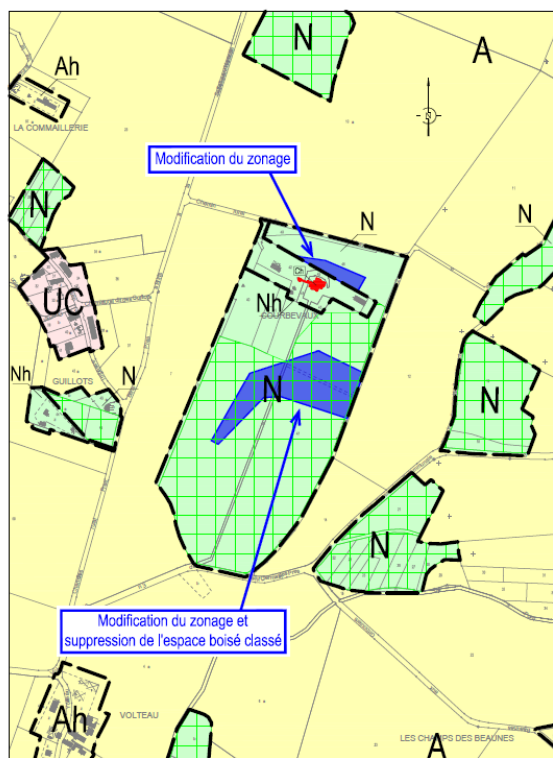 N
A
Ah
LA COMMAILLERIE
N
Modification du zonage
N
N
N
UC
Nh
COURBEVAUX
Nh
GUILLOTS
N
N
N
N
Modification du zonage et
suppression de l'espace boisé classé
Ah
VOLTEAU
LES CHAMPS DES BEAUNES
A